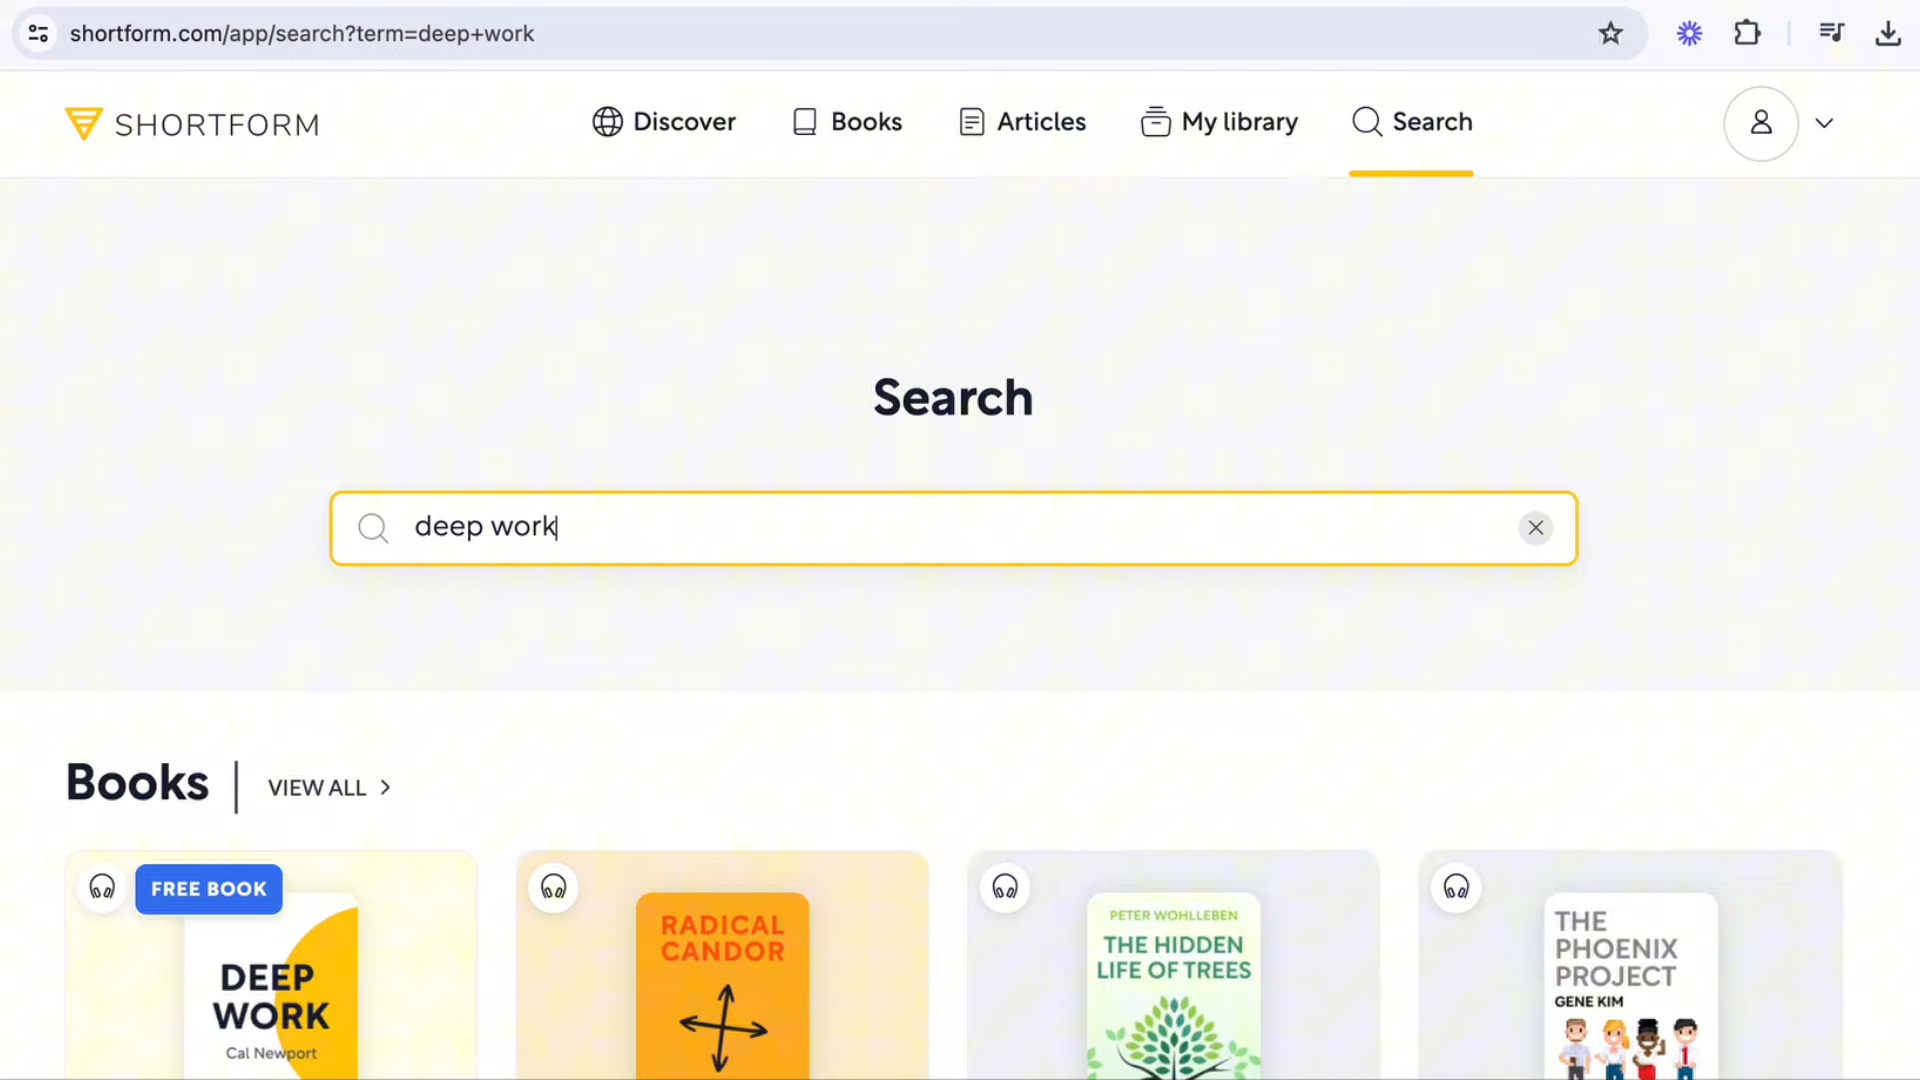 shortform.com/app/search?term=deep+work
SHORTFORM
Discover
Books
Articles
My library
Search
Search
deep work
Books
VIEW ALL
FREE BOOK
DEEP
WORK
Cal Newport
RADICAL
CANDOR
PETER WOHLLEBEN
THE HIDDEN
LIFE OF TREES
THE
PHOENIX
PROJECT
GENE KIM